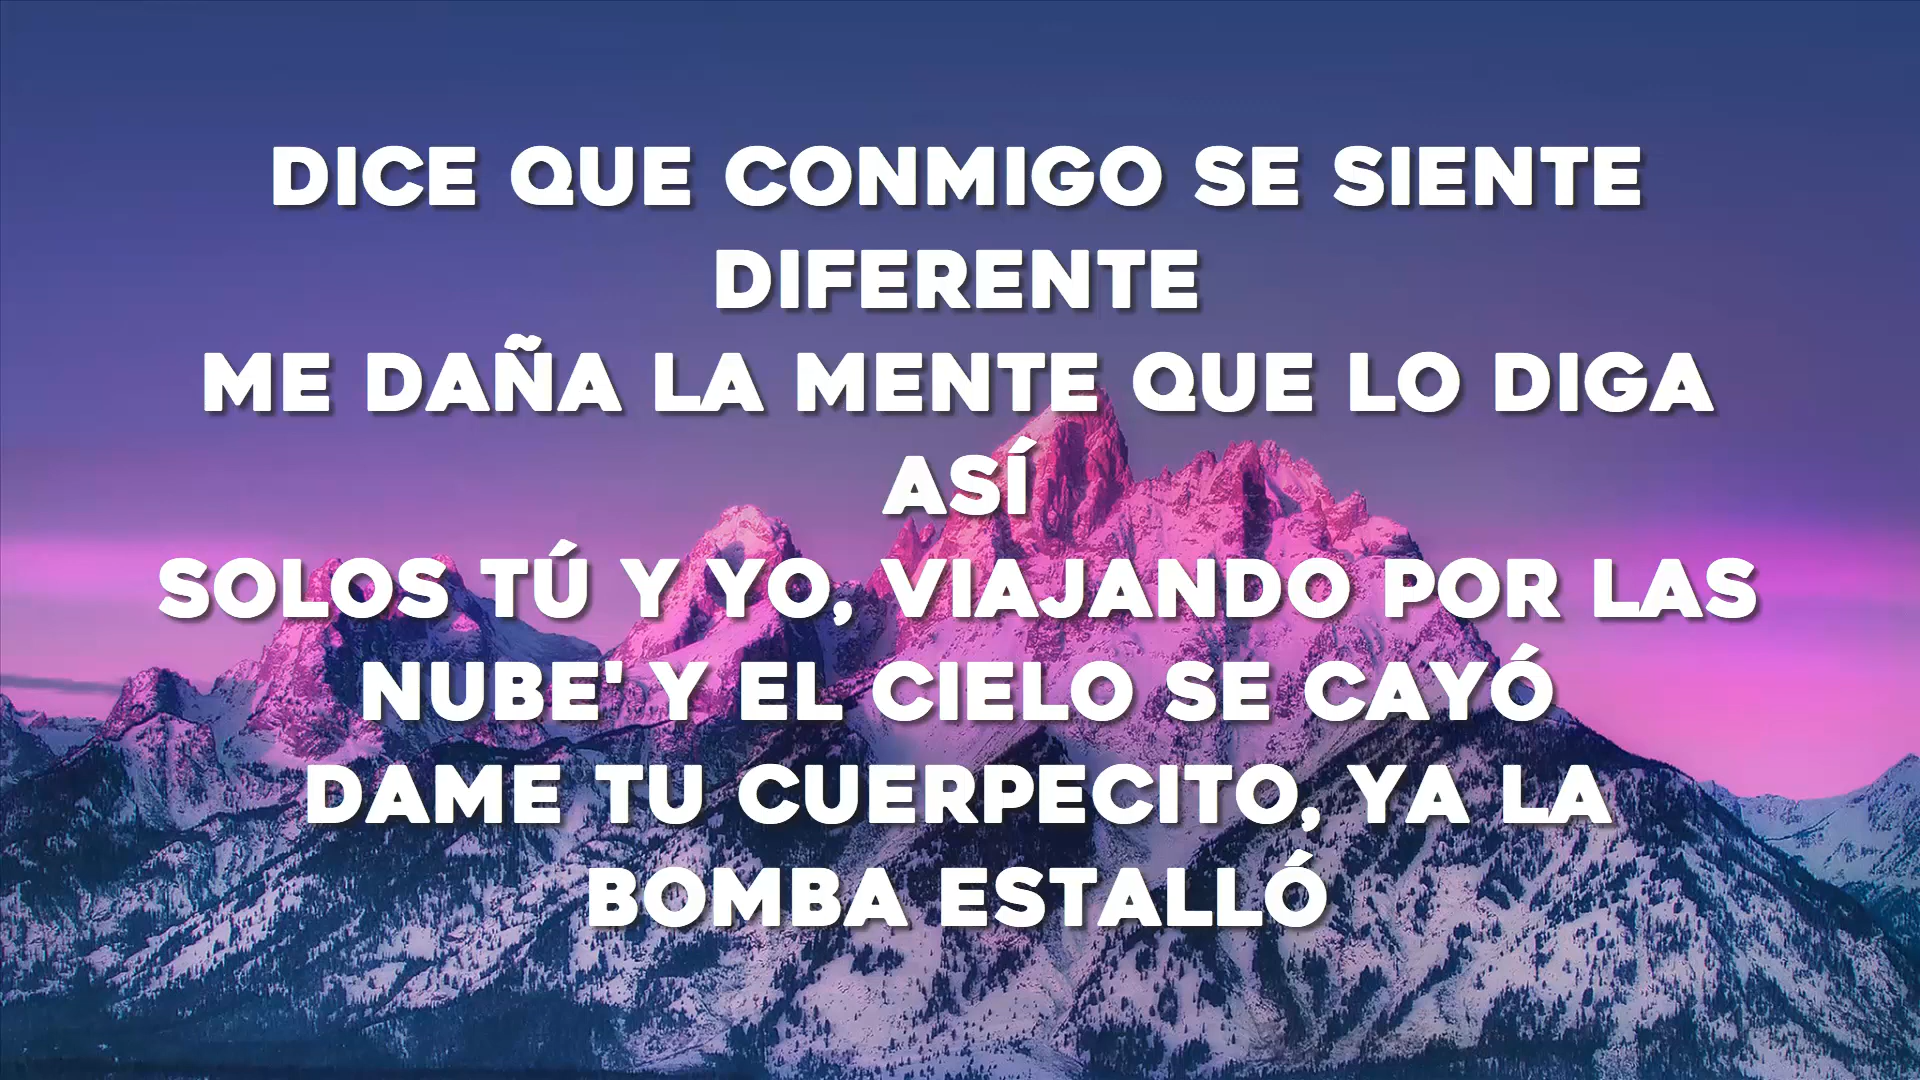 DICE QUE CONMIGO SE SIENTE
DIFERENTE
ME DAÑA LA MENTE QUE LO DIGA
ASÍ
SOLOS TÚ Y YO, VIAJANDO POR LAS
NUBE' Y EL CIELO SE CAYÓ
DAME TU CUERPECITO, YA LA
BOMBA ESTALLÓ